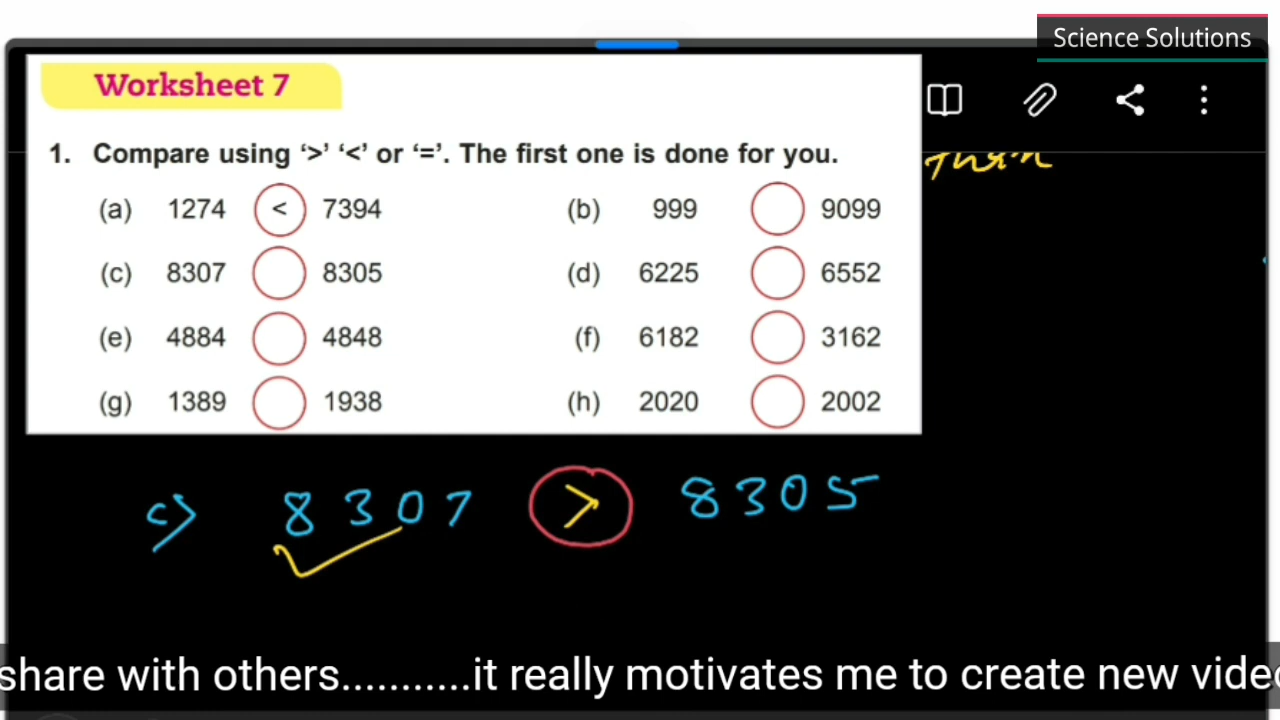 Science Solutions
Worksheet 7
1. Compare using ‘>’ ‘<’ or ‘=’. The first one is done for you.
(a) 1274 < 7394 (b) 999 9099
(c) 8307 8305 (d) 6225 6552
(e) 4884 4848 (f) 6182 3162
(g) 1389 1938 (h) 2020 2002
c) 8307 > 8305
share with others...........it really motivates me to create new video